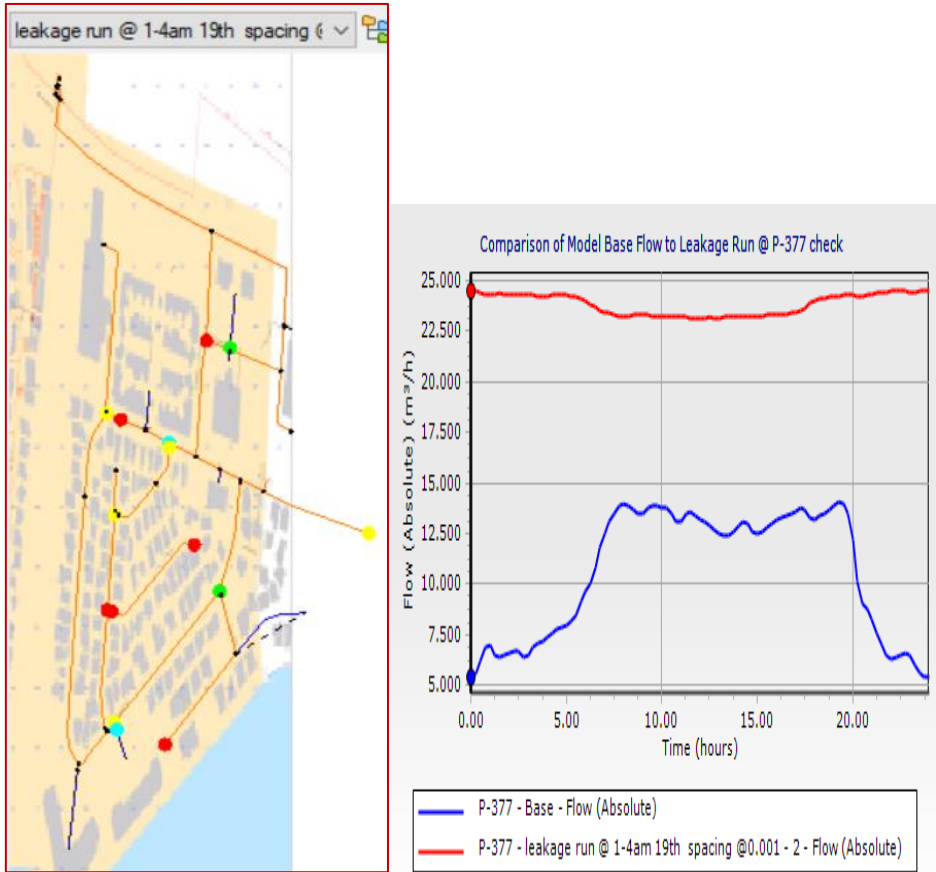 leakage run @ 1-4am 19th spacing @
Comparison of Model Base Flow to Leakage Run @ P-377 check
Flow (Absolute) (m³/h)
25.000
22.500
20.000
17.500
15.000
12.500
10.000
7.500
5.000
0.00 5.00 10.00 15.00 20.00
Time (hours)
P-377 - Base - Flow (Absolute)
P-377 - leakage run @ 1-4am 19th spacing @0.001 - 2 - Flow (Absolute)